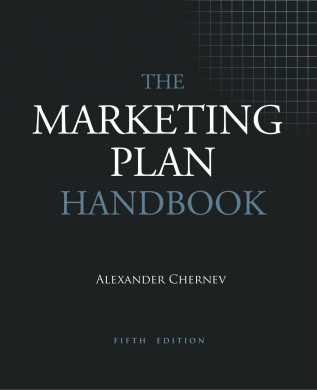 THE
MARKETING
PLAN
HANDBOOK
ALEXANDER CHERNEV
FIFTH EDITION